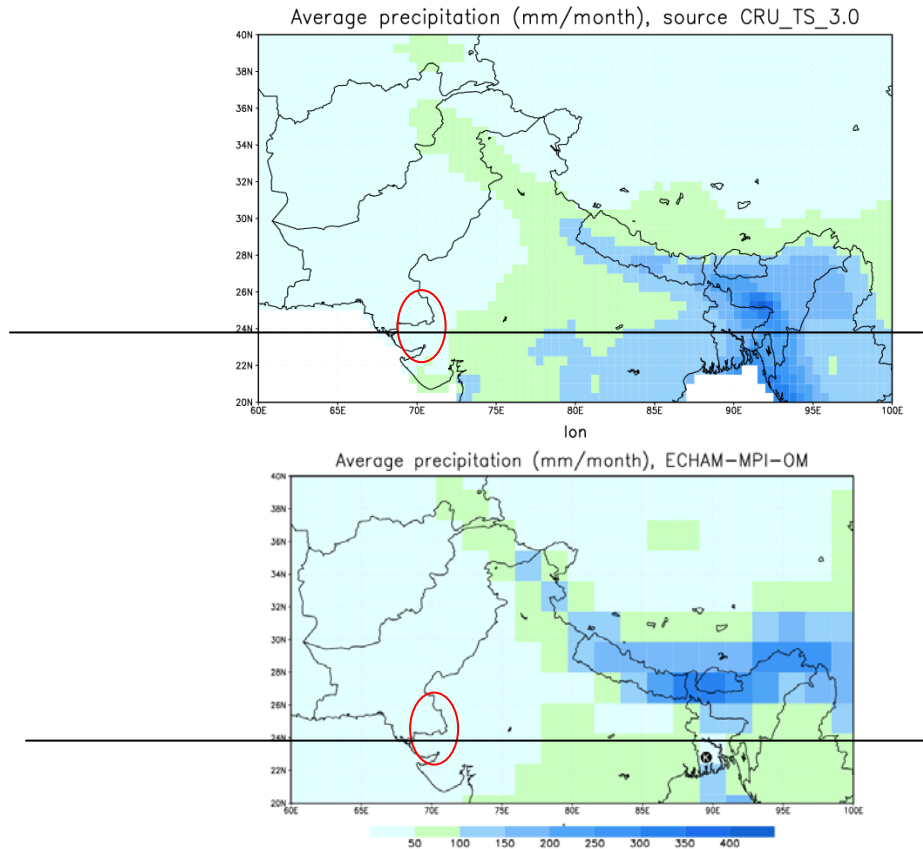 Average precipitation (mm/month), source CRU_TS_3.0
40N
38N
36N
34N
32N
30N
28N
26N
24N
22N
20N
60E 65E 70E 75E 80E 85E 90E 95E 100E
lon
Average precipitation (mm/month), ECHAM-MPI-OM
40N
38N
36N
34N
32N
30N
28N
26N
24N
22N
20N
60E 65E 70E 75E 80E 85E 90E 95E 100E
K
50 100 150 200 250 300 350 400